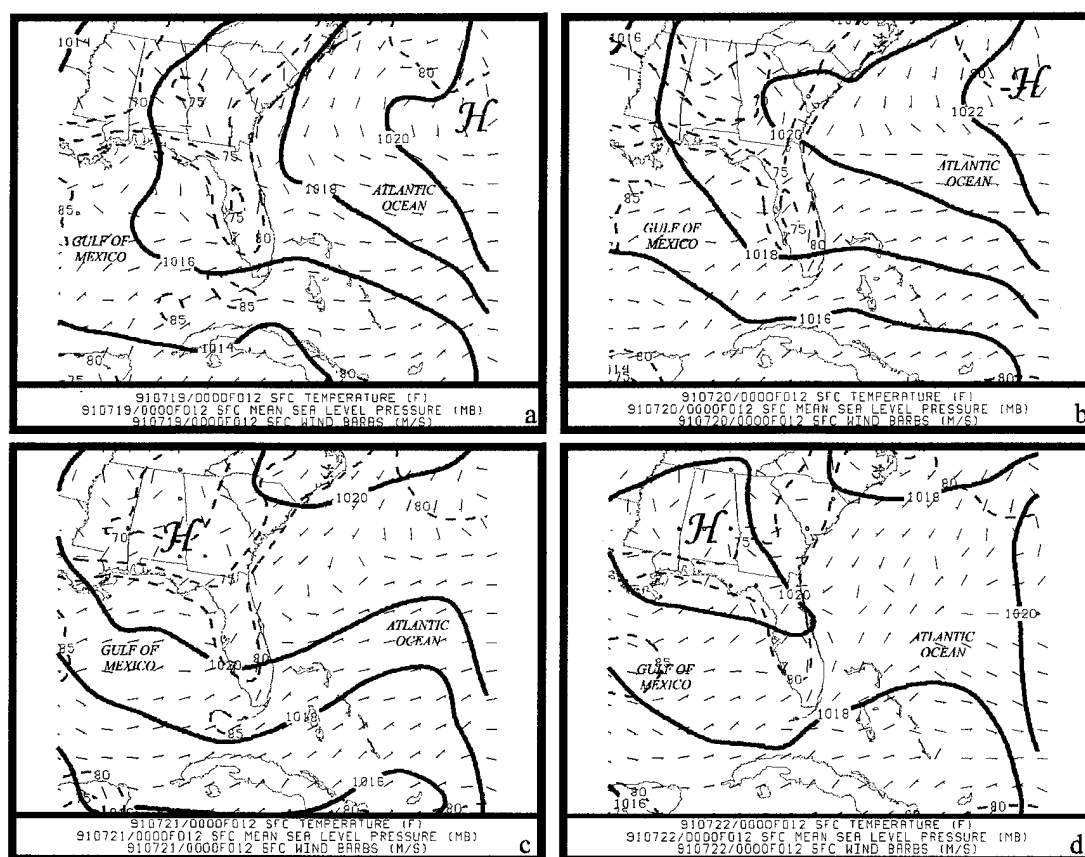 1014
80
H
70
75
1020
75
1018
ATLANTIC
OCEAN
85
75
GULF OF
MEXICO
80
1016
85
85
1014
80
75
80
910719/0000F012 SFC TEMPERATURE (F)
910719/0000F012 SFC MEAN SEA LEVEL PRESSURE (MB)
910719/0000F012 SFC WIND BARBS (M/S)
a
1016
80
H
70
1022
1020
75
ATLANTIC
OCEAN
85
75
GULF OF
MEXICO
80
1018
1016
80
75
80
910720/0000F012 SFC TEMPERATURE (F)
910720/0000F012 SFC MEAN SEA LEVEL PRESSURE (MB)
910720/0000F012 SFC WIND BARBS (M/S)
b
1020
80
H
70
75
ATLANTIC
OCEAN
GULF OF
MEXICO
85
1020
80
1018
85
80
1016
75
80
80
910721/0000F012 SFC TEMPERATURE (F)
910721/0000F012 SFC MEAN SEA LEVEL PRESSURE (MB)
910721/0000F012 SFC WIND BARBS (M/S)
c
80
1018
H
75
1020
1020
ATLANTIC
OCEAN
85
GULF OF
MEXICO
80
1018
80
1016
80
910722/0000F012 SFC TEMPERATURE (F)
910722/0000F012 SFC MEAN SEA LEVEL PRESSURE (MB)
910722/0000F012 SFC WIND BARBS (M/S)
d